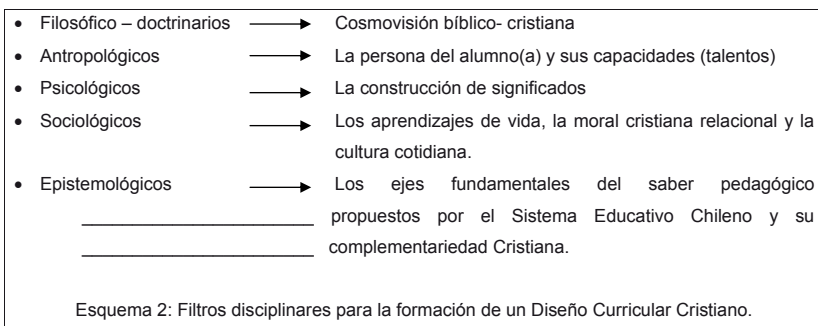 • Filosófico – doctrinarios Cosmovisión bíblico- cristiana
• Antropológicos La persona del alumno(a) y sus capacidades (talentos)
• Psicológicos La construcción de significados
• Sociológicos Los aprendizajes de vida, la moral cristiana relacional y la
cultura cotidiana.
• Epistemológicos Los ejes fundamentales del saber pedagógico
propuestos por el Sistema Educativo Chileno y su
complementariedad Cristiana.
Esquema 2: Filtros disciplinares para la formación de un Diseño Curricular Cristiano.